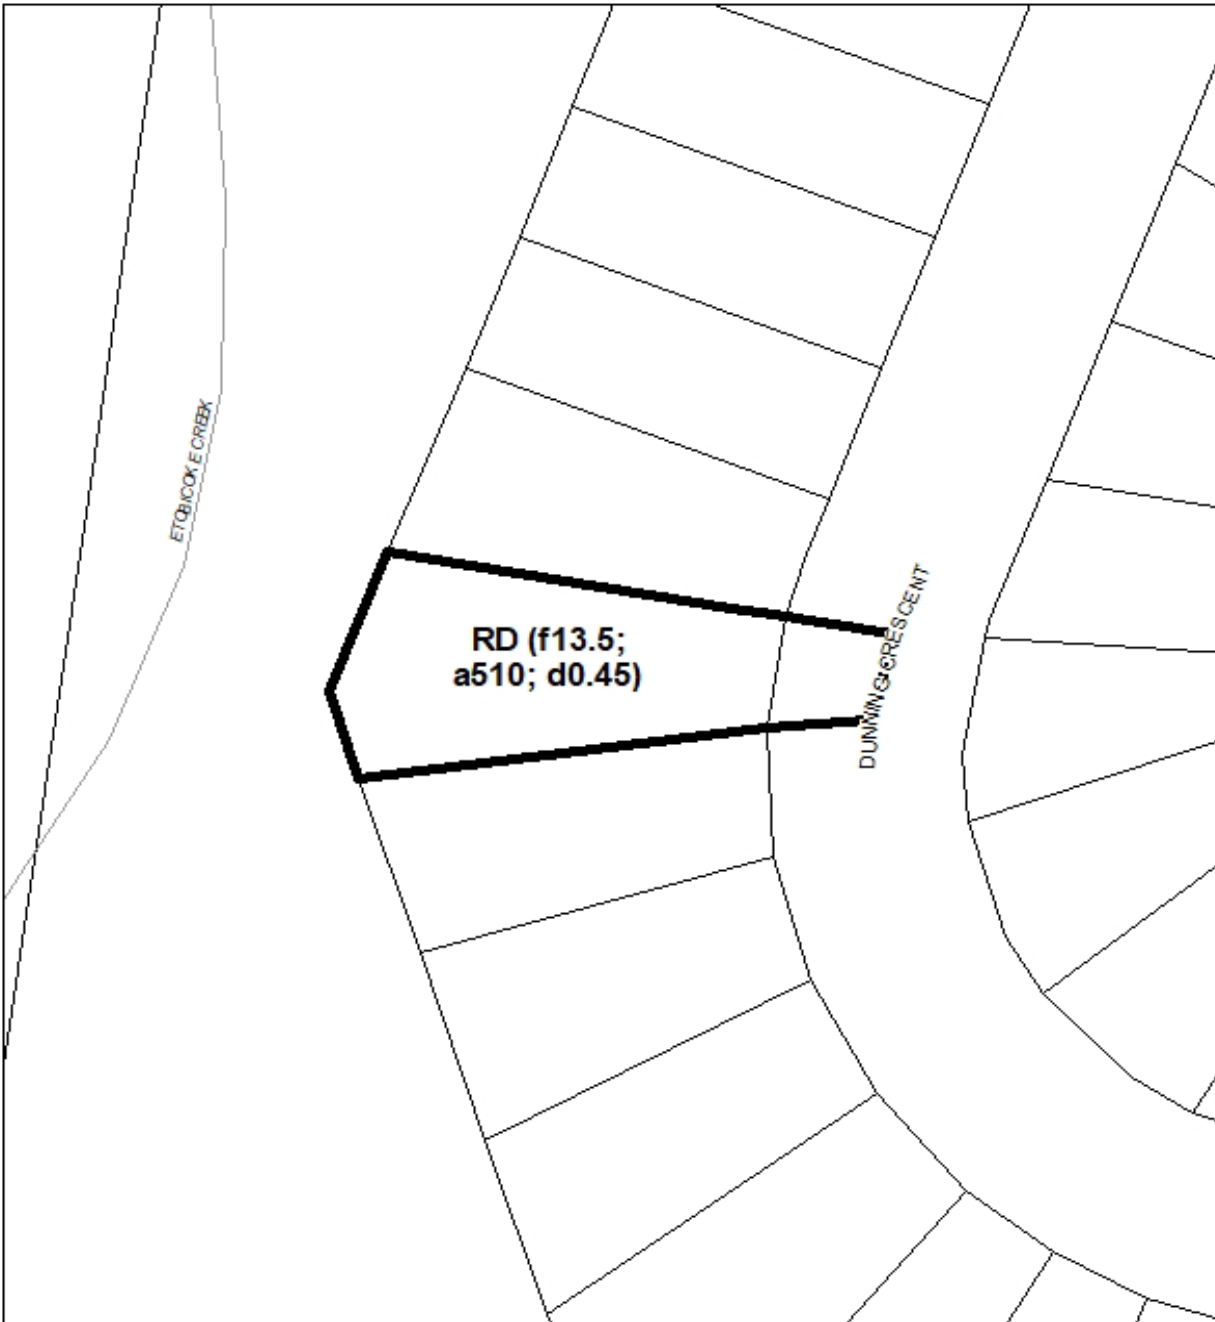 ETOBICOKE CREEK
DUNNING CRESCENT
RD (f13.5;
a510; d0.45)